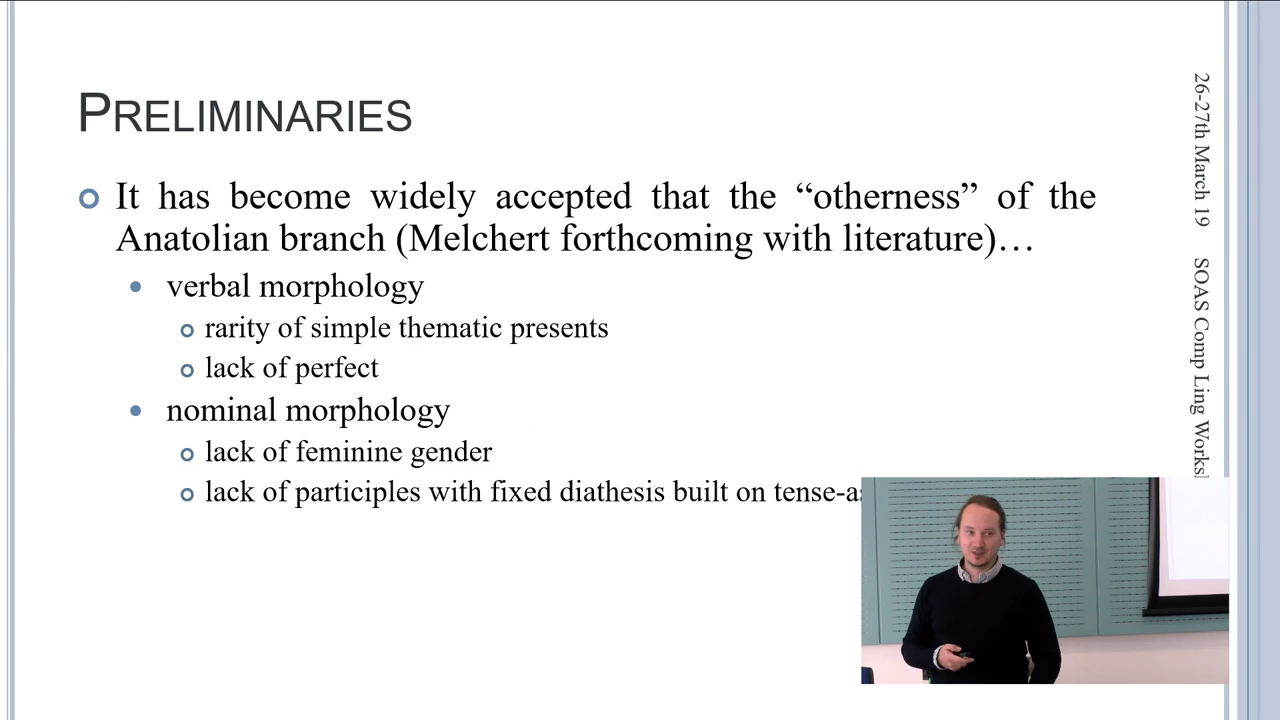 PRELIMINARIES
It has become widely accepted that the “otherness” of the
Anatolian branch (Melchert forthcoming with literature)…
verbal morphology
rarity of simple thematic presents
lack of perfect
nominal morphology
lack of feminine gender
lack of participles with fixed diathesis built on
26-27th March 19 SOAS Comp Ling